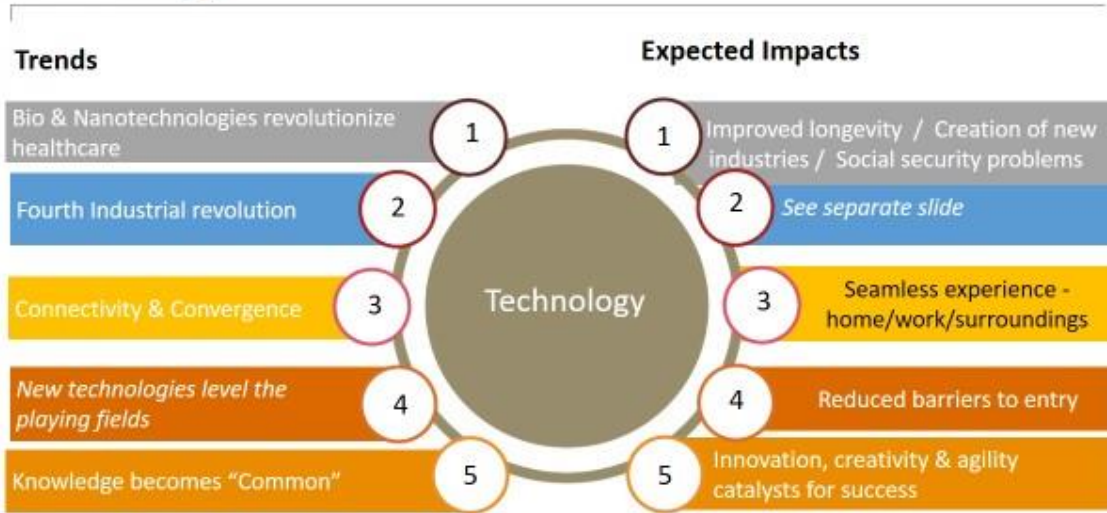 Trends
Bio & Nanotechnologies revolutionize
healthcare
1
Fourth Industrial revolution
2
Connectivity & Convergence
3
New technologies level the
playing fields
4
Knowledge becomes “Common”
5
Technology
Expected Impacts
1
Improved longevity / Creation of new
industries / Social security problems
2
See separate slide
3
Seamless experience -
home/work/surroundings
4
Reduced barriers to entry
5
Innovation, creativity & agility
catalysts for success